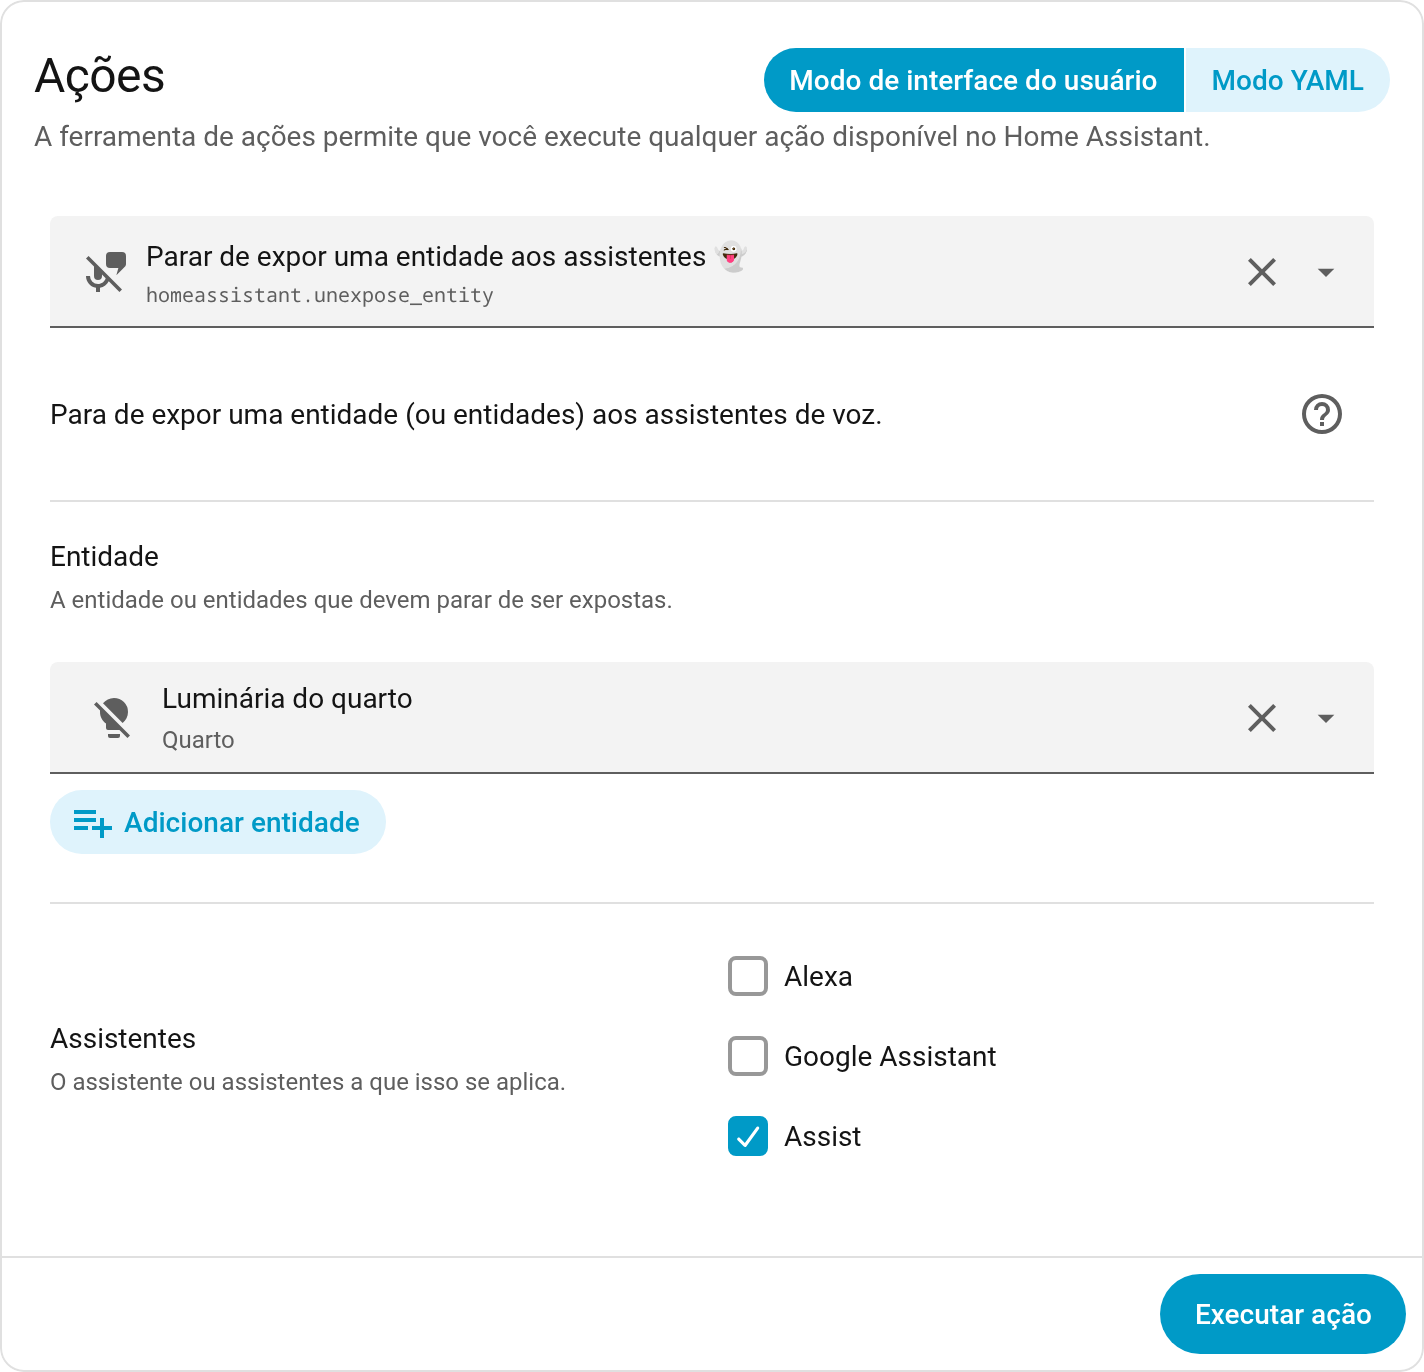 Ações
Modo de interface do usuário
Modo YAML
A ferramenta de ações permite que você execute qualquer ação disponível no Home Assistant.
Parar de expor uma entidade aos assistentes 👻
homeassistant.unexpose_entity
Para de expor uma entidade (ou entidades) aos assistentes de voz.
Entidade
A entidade ou entidades que devem parar de ser expostas.
Luminária do quarto
Quarto
Adicionar entidade
Assistentes
O assistente ou assistentes a que isso se aplica.
Alexa
Google Assistant
Assist
Executar ação